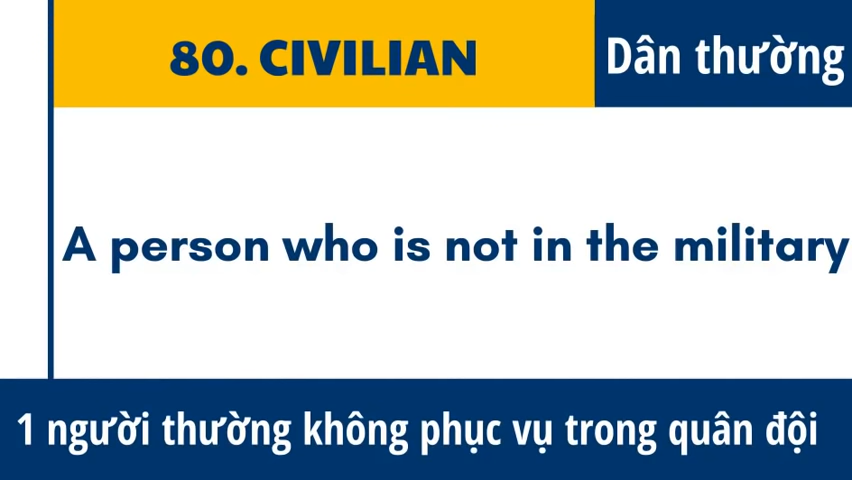 80. CIVILIAN
Dân thường
A person who is not in the military
1 người thường không phục vụ trong quân đội